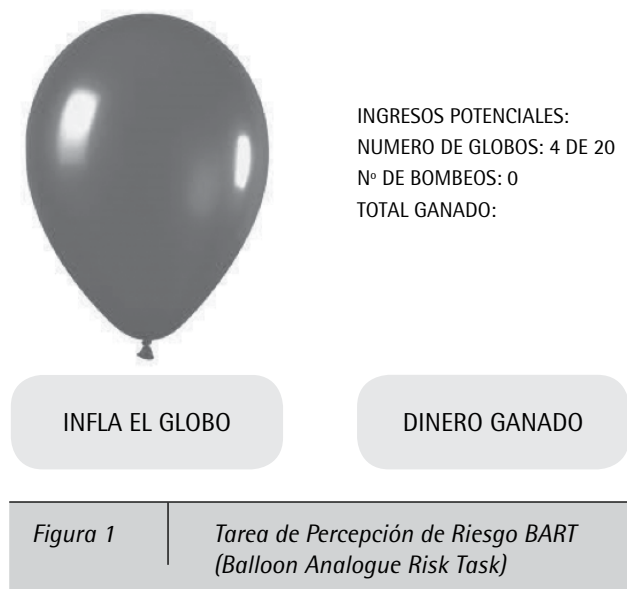 INGRESOS POTENCIALES:
NUMERO DE GLOBOS: 4 DE 20
Nº DE BOMBEOS: 0
TOTAL GANADO:
INFLA EL GLOBO
DINERO GANADO
Figura 1
Tarea de Percepción de Riesgo BART
(Balloon Analogue Risk Task)